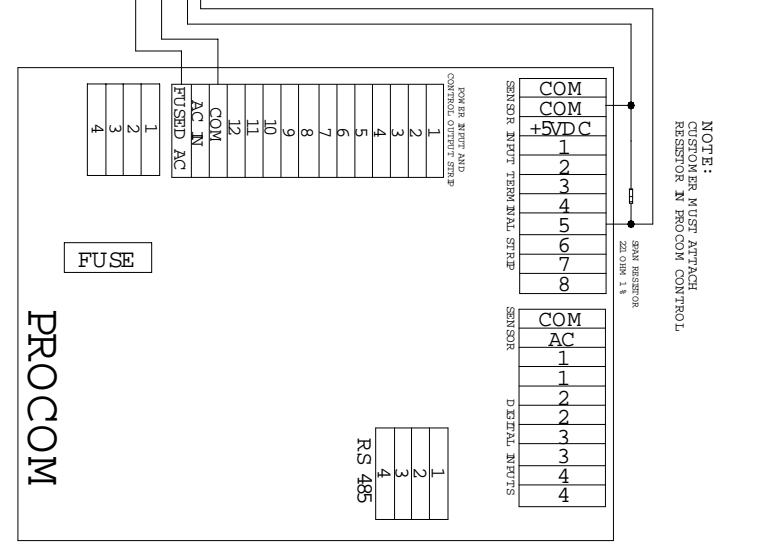 NOTE:
CUSTOMER MUST ATTACH
RESISTOR IN PROCOM CONTROL
SPAN RESISTOR
221 OHM 1%
POWER INPUT AND
CONTROL OUTPUT STRIP
1
2
3
4
5
6
7
8
9
10
11
12
COM
AC IN
FUSED AC
1
2
3
4
FUSE
PROCOM
SENSOR INPUT TERMINAL STRIP
COM
COM
+5VDC
1
2
3
4
5
6
7
8
SENSOR
DIGITAL INPUTS
COM
AC
1
1
2
2
3
3
4
4
RS 485
1
2
3
4